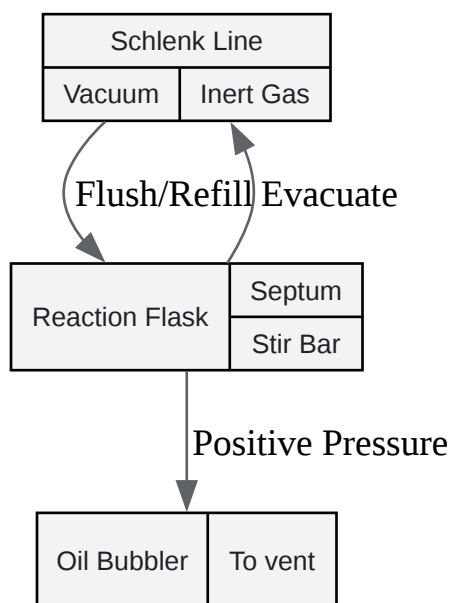 Schlenk Line
Vacuum Inert Gas
Flush/Refill Evacuate
Reaction Flask
Septum
Stir Bar
Positive Pressure
Oil Bubbler To vent